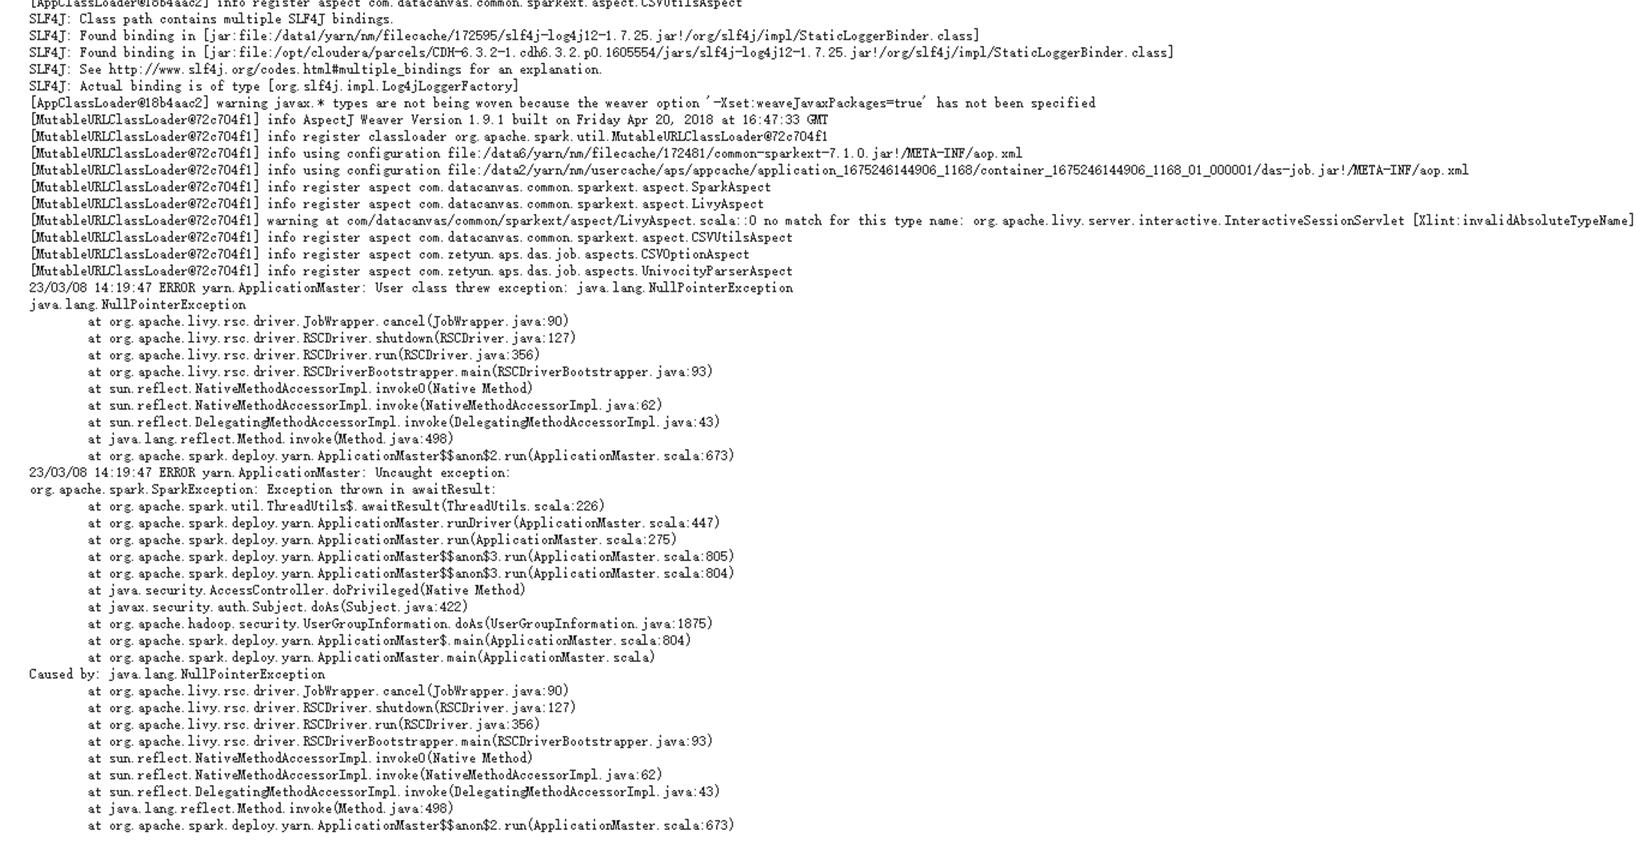 [AppClassLoader@18b4aac2] info register aspect com.datacanvas.common.sparkext.aspect.CSVUtilsAspect
SLF4J: Class path contains multiple SLF4J bindings.
SLF4J: Found binding in [jar:file:/data1/yarn/nm/filecache/172595/slf4j-log4j12-1.7.25.jar!/org/slf4j/impl/StaticLoggerBinder.class]
SLF4J: Found binding in [jar:file:/opt/cloudera/parcels/CDH-6.3.2-1.cdh6.3.2.p0.1605554/jars/slf4j-log4j12-1.7.25.jar!/org/slf4j/impl/StaticLoggerBinder.class]
SLF4J: See http://www.slf4j.org/codes.html#multiple_bindings for an explanation.
SLF4J: Actual binding is of type [org.slf4j.impl.Log4jLoggerFactory]
[AppClassLoader@18b4aac2] warning javax.* types are not being woven because the weaver option '-Xset:weaveJavaxPackages=true' has not been specified
[MutableURLClassLoader@72c704f1] info AspectJ Weaver Version 1.9.1 built on Friday Apr 20, 2018 at 16:47:33 GMT
[MutableURLClassLoader@72c704f1] info register classloader org.apache.spark.util.MutableURLClassLoader@72c704f1
[MutableURLClassLoader@72c704f1] info using configuration file:/data6/yarn/nm/filecache/172481/common-sparkext-7.1.0.jar!/META-INF/aop.xml
[MutableURLClassLoader@72c704f1] info using configuration file:/data2/yarn/nm/usercache/aps/appcache/application_1675246144906_1168/container_1675246144906_1168_01_000001/das-job.jar!/META-INF/aop.xml
[MutableURLClassLoader@72c704f1] info register aspect com.datacanvas.common.sparkext.aspect.SparkAspect
[MutableURLClassLoader@72c704f1] info register aspect com.datacanvas.common.sparkext.aspect.LivyAspect
[MutableURLClassLoader@72c704f1] warning at com/datacanvas/common/sparkext/aspect/LivyAspect.scala::0 no match for this type name: org.apache.livy.server.interactive.InteractiveSessionServlet [Xlint:invalidAbsoluteTypeName]
[MutableURLClassLoader@72c704f1] info register aspect com.datacanvas.common.sparkext.aspect.CSVUtilsAspect
[MutableURLClassLoader@72c704f1] info register aspect com.zetyun.aps.das.job.aspects.CSVOptionAspect
[MutableURLClassLoader@72c704f1] info register aspect com.zetyun.aps.das.job.aspects.UnivocityParserAspect
23/03/08 14:19:47 ERROR yarn.ApplicationMaster: User class threw exception: java.lang.NullPointerException
java.lang.NullPointerException
at org.apache.livy.rsc.driver.JobWrapper.cancel(JobWrapper.java:90)
at org.apache.livy.rsc.driver.RSCDriver.shutdown(RSCDriver.java:127)
at org.apache.livy.rsc.driver.RSCDriver.run(RSCDriver.java:356)
at org.apache.livy.rsc.driver.RSCDriverBootstrapper.main(RSCDriverBootstrapper.java:93)
at sun.reflect.NativeMethodAccessorImpl.invoke0(Native Method)
at sun.reflect.NativeMethodAccessorImpl.invoke(NativeMethodAccessorImpl.java:62)
at sun.reflect.DelegatingMethodAccessorImpl.invoke(DelegatingMethodAccessorImpl.java:43)
at java.lang.reflect.Method.invoke(Method.java:498)
at org.apache.spark.deploy.yarn.ApplicationMaster$$anon$2.run(ApplicationMaster.scala:673)
23/03/08 14:19:47 ERROR yarn.ApplicationMaster: Uncaught exception:
org.apache.spark.SparkException: Exception thrown in awaitResult:
at org.apache.spark.util.ThreadUtils$.awaitResult(ThreadUtils.scala:226)
at org.apache.spark.deploy.yarn.ApplicationMaster.runDriver(ApplicationMaster.scala:447)
at org.apache.spark.deploy.yarn.ApplicationMaster.run(ApplicationMaster.scala:275)
at org.apache.spark.deploy.yarn.ApplicationMaster$$anon$3.run(ApplicationMaster.scala:805)
at org.apache.spark.deploy.yarn.ApplicationMaster$$anon$3.run(ApplicationMaster.scala:804)
at java.security.AccessController.doPrivileged(Native Method)
at javax.security.auth.Subject.doAs(Subject.java:422)
at org.apache.hadoop.security.UserGroupInformation.doAs(UserGroupInformation.java:1875)
at org.apache.spark.deploy.yarn.ApplicationMaster$.main(ApplicationMaster.scala:804)
at org.apache.spark.deploy.yarn.ApplicationMaster.main(ApplicationMaster.scala)
Caused by: java.lang.NullPointerException
at org.apache.livy.rsc.driver.JobWrapper.cancel(JobWrapper.java:90)
at org.apache.livy.rsc.driver.RSCDriver.shutdown(RSCDriver.java:127)
at org.apache.livy.rsc.driver.RSCDriver.run(RSCDriver.java:356)
at org.apache.livy.rsc.driver.RSCDriverBootstrapper.main(RSCDriverBootstrapper.java:93)
at sun.reflect.NativeMethodAccessorImpl.invoke0(Native Method)
at sun.reflect.NativeMethodAccessorImpl.invoke(NativeMethodAccessorImpl.java:62)
at sun.reflect.DelegatingMethodAccessorImpl.invoke(DelegatingMethodAccessorImpl.java:43)
at java.lang.reflect.Method.invoke(Method.java:498)
at org.apache.spark.deploy.yarn.ApplicationMaster$$anon$2.run(ApplicationMaster.scala:673)